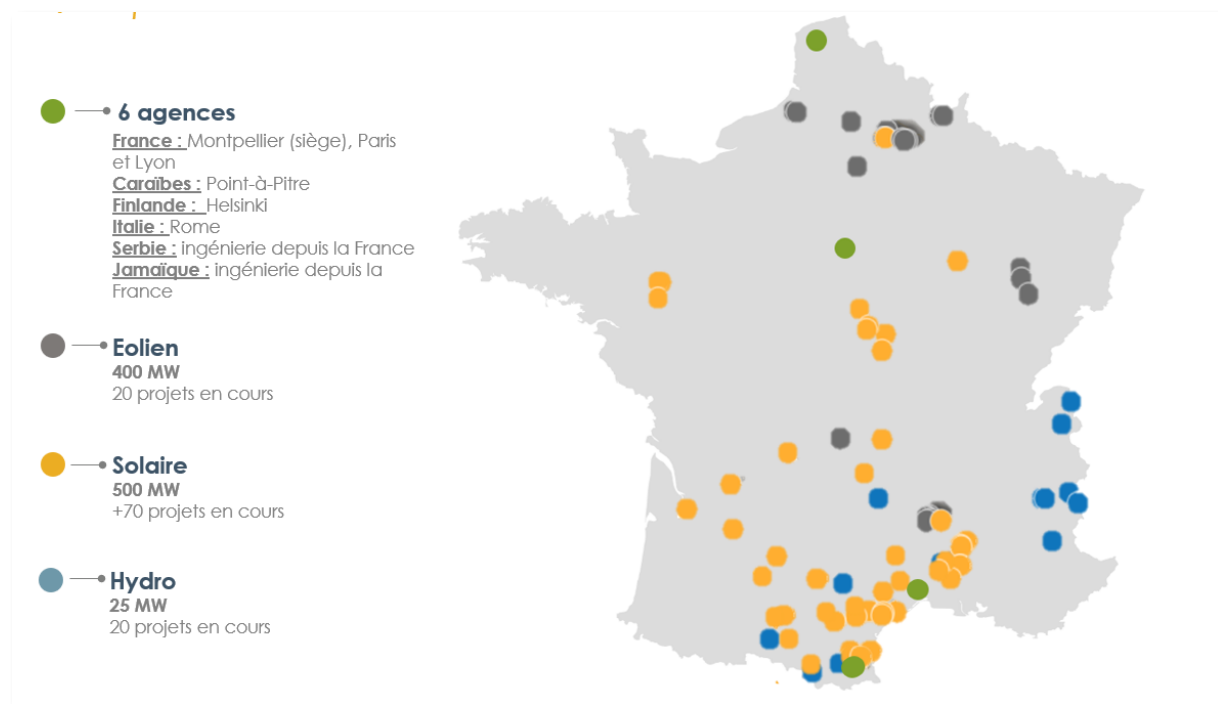 6 agences
France : Montpellier (siège), Paris
et Lyon
Caraïbes : Point-à-Pitre
Finlande : Helsinki
Italie : Rome
Serbie : ingénierie depuis la France
Jamaïque : ingénierie depuis la
France
Eolien
400 MW
20 projets en cours
Solaire
500 MW
+70 projets en cours
Hydro
25 MW
20 projets en cours